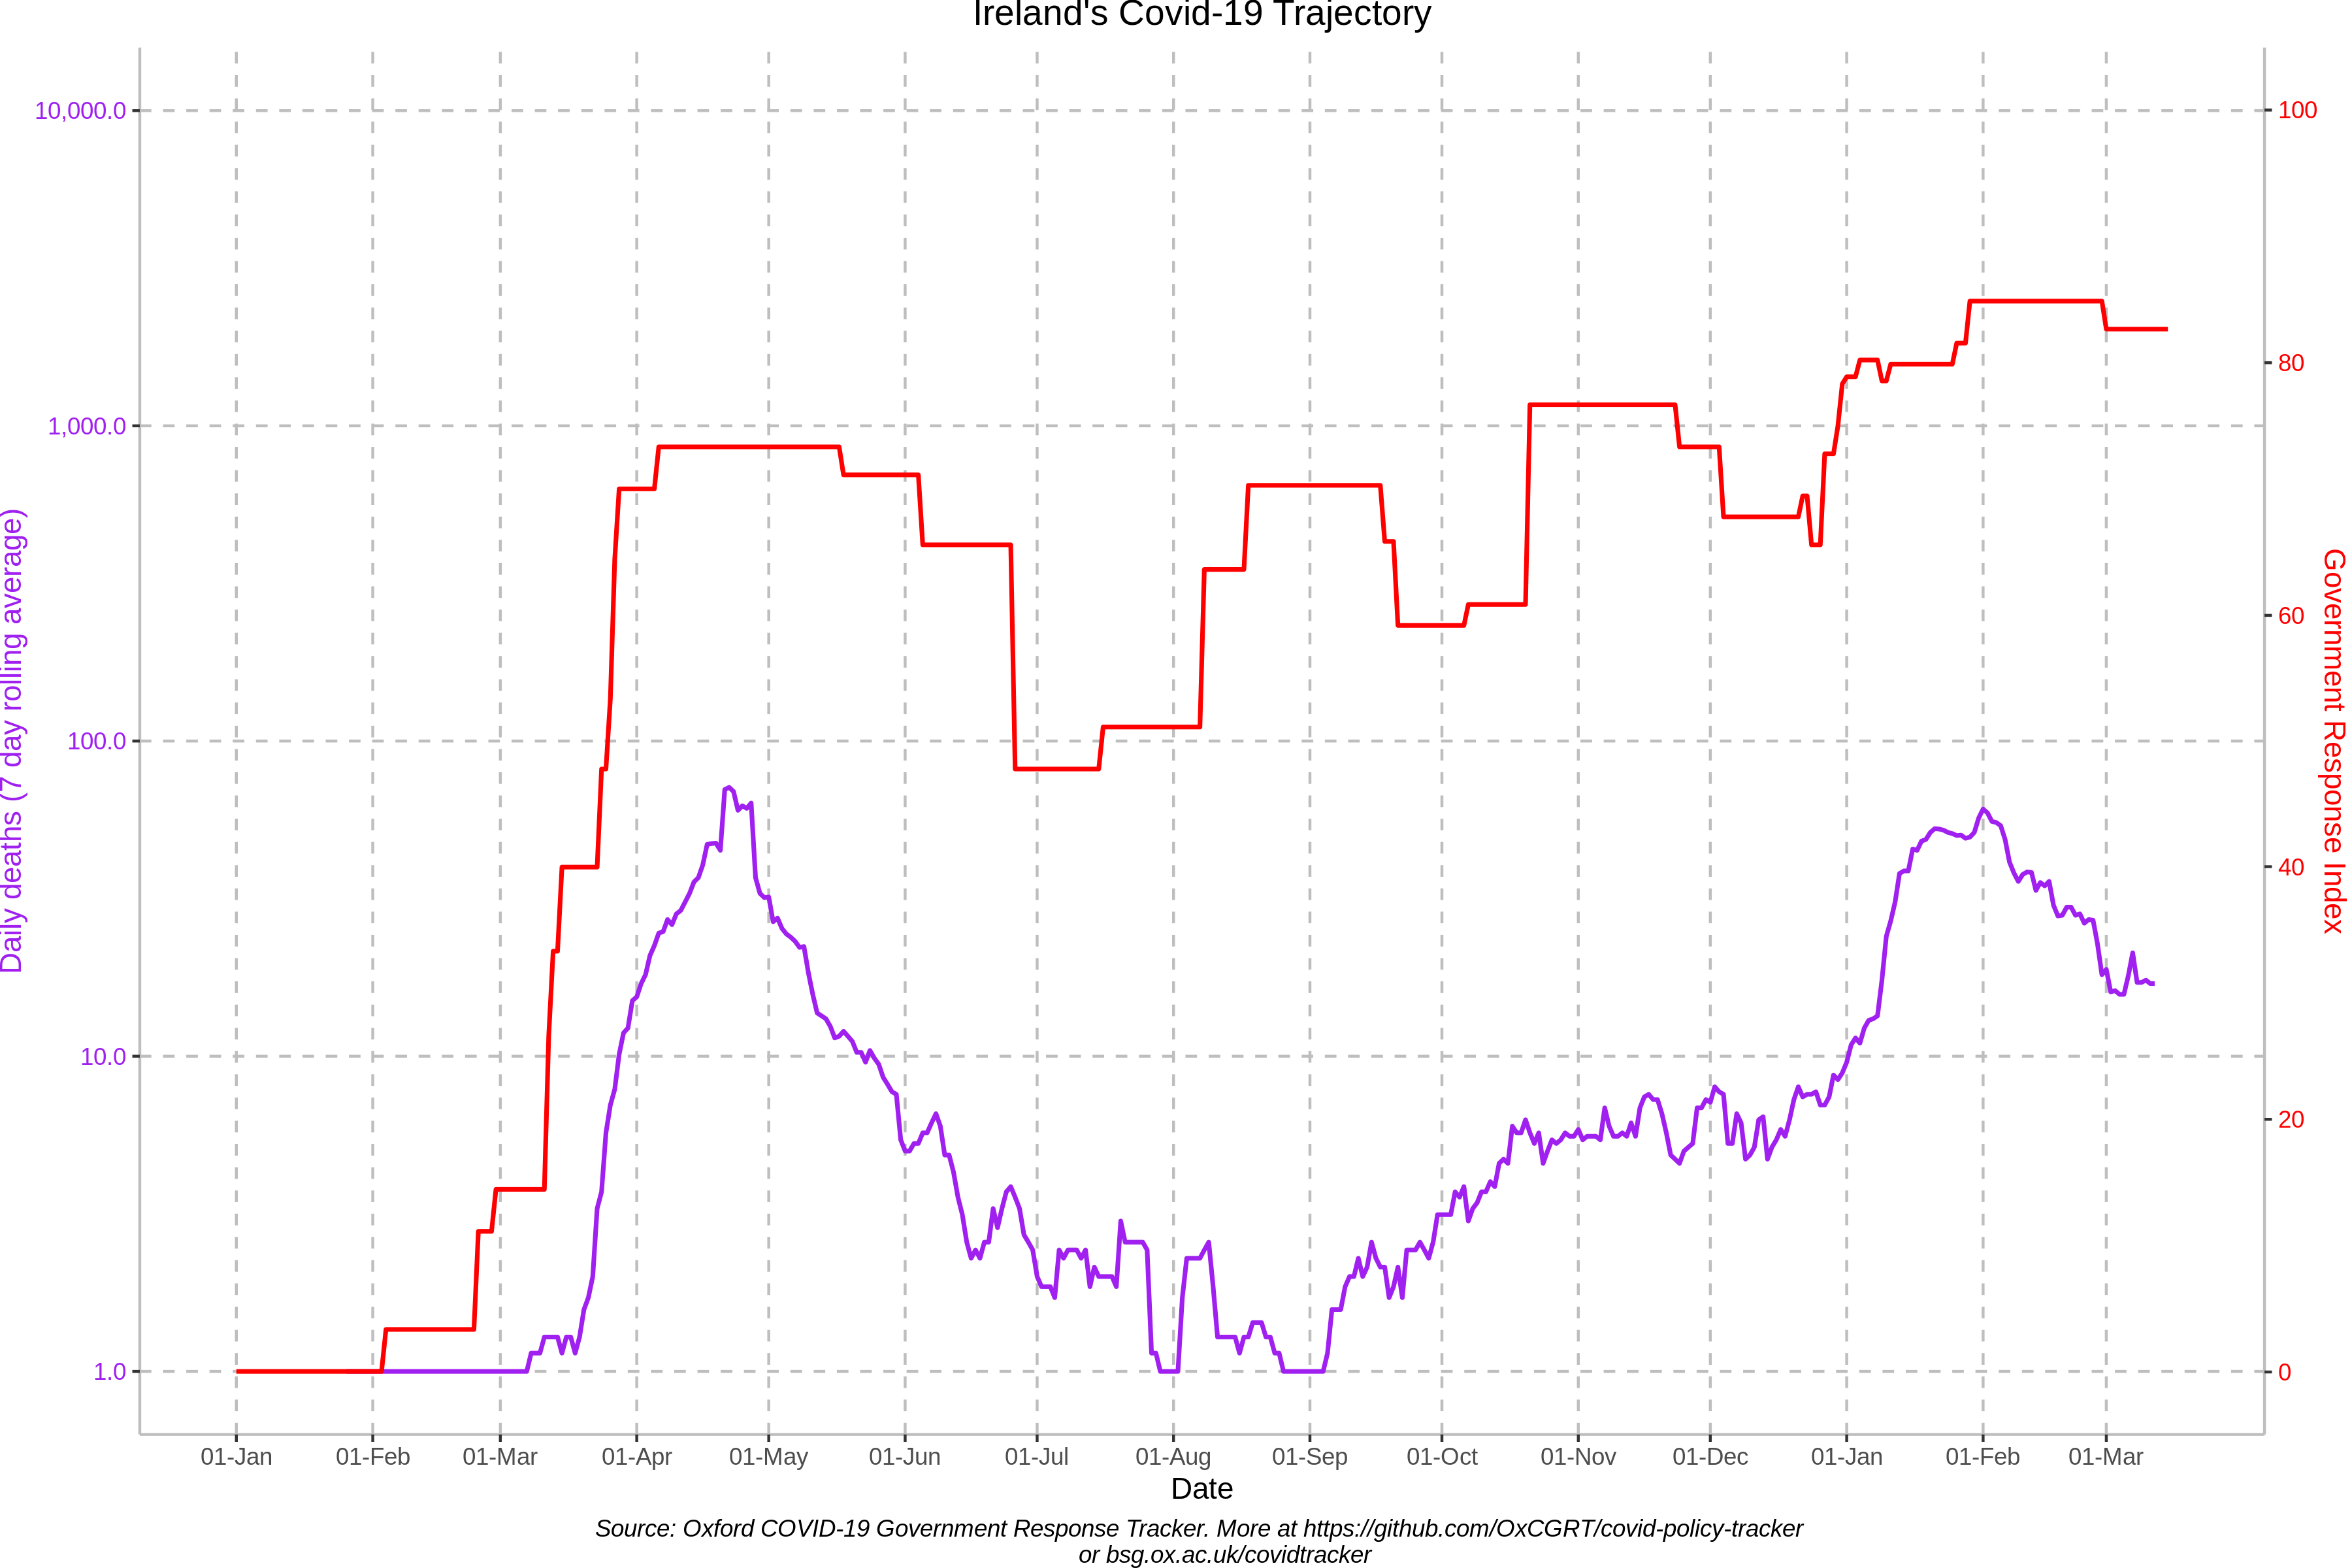 Ireland's Covid-19 Trajectory
10,000.0
1,000.0
100.0
10.0
1.0
Daily deaths (7 day rolling average)
100
80
60
40
20
0
Government Response Index
01-Jan 01-Feb 01-Mar 01-Apr 01-May 01-Jun 01-Jul 01-Aug 01-Sep 01-Oct 01-Nov 01-Dec 01-Jan 01-Feb 01-Mar
Date
Source: Oxford COVID-19 Government Response Tracker. More at https://github.com/OxCGRT/covid-policy-tracker
or bsg.ox.ac.uk/covidtracker